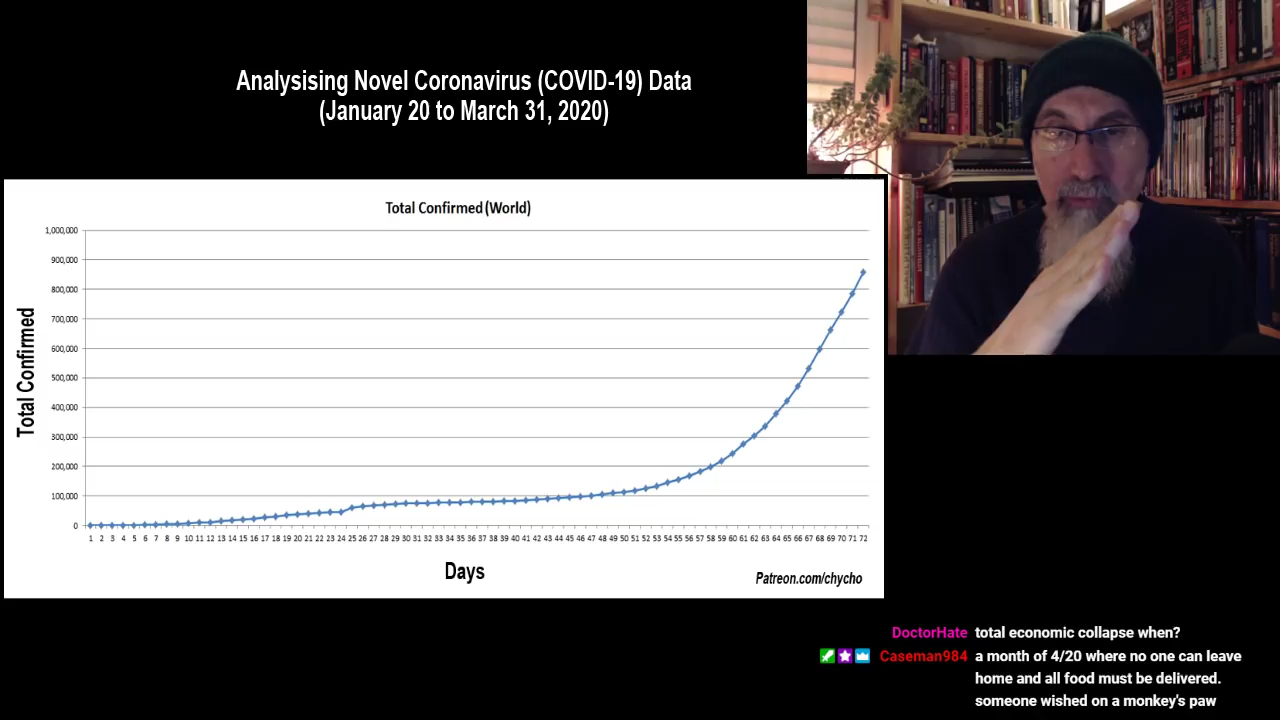 Analysising Novel Coronavirus (COVID-19) Data
(January 20 to March 31, 2020)
Total Confirmed (World)
1,000,000
900,000
800,000
700,000
600,000
500,000
400,000
300,000
200,000
100,000
0
Total Confirmed
1 2 3 4 5 6 7 8 9 10 11 12 13 14 15 16 17 18 19 20 21 22 23 24 25 26 27 28 29 30 31 32 33 34 35 36 37 38 39 40 41 42 43 44 45 46 47 48 49 50 51 52 53 54 55 56 57 58 59 60 61 62 63 64 65 66 67 68 69 70 71 72
Days
Patreon.com/chycho
DoctorHate total economic collapse when?
Caseman984 a month of 4/20 where no one can leave
home and all food must be delivered.
someone wished on a monkey's paw